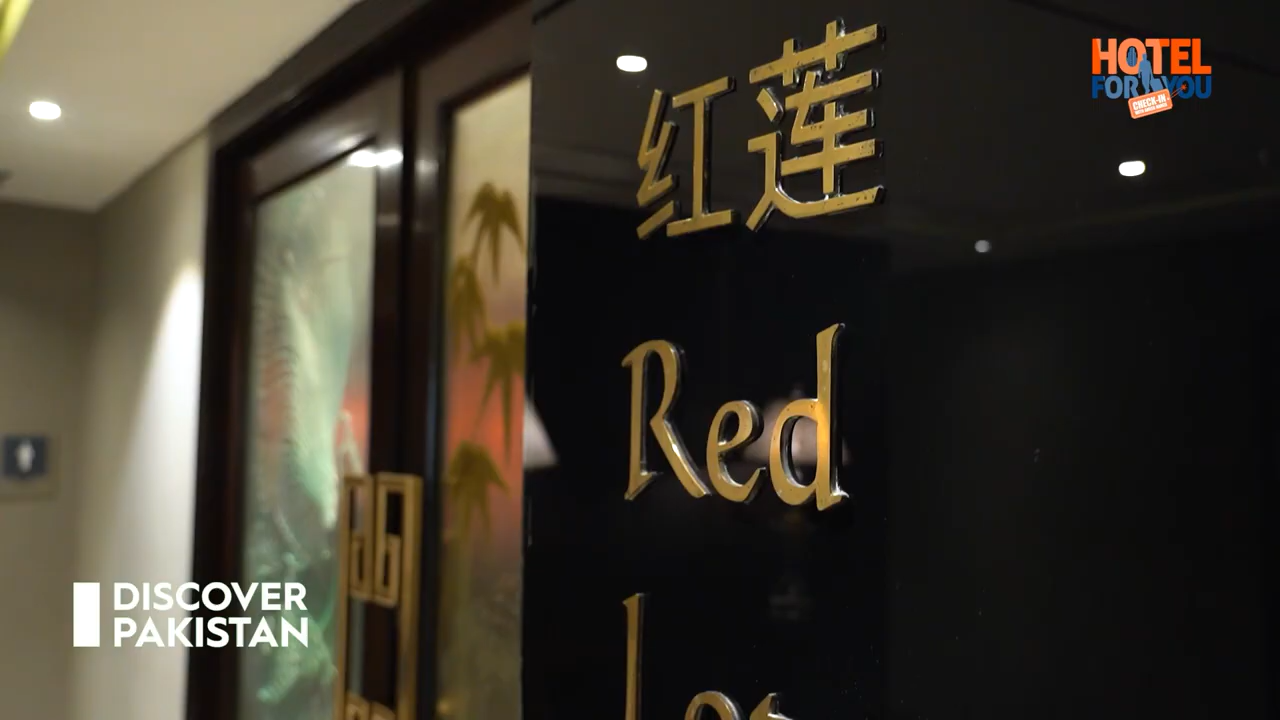 红莲
Red
HOTEL
FOR YOU
CHECK-IN
DISCOVER
PAKISTAN